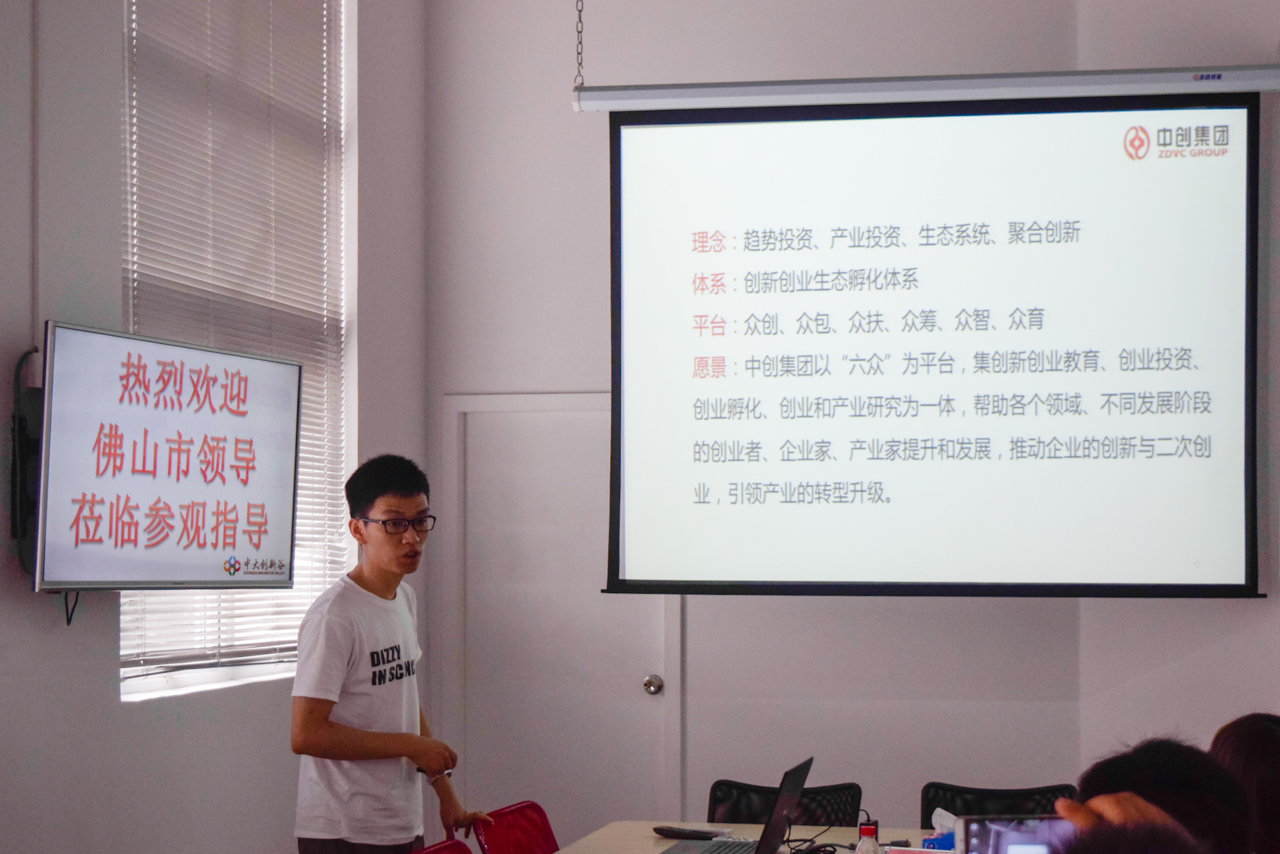 热烈欢迎
佛山市领导
莅临参观指导
中大创新谷
中创集团
ZDVC GROUP
理念：趋势投资、产业投资、生态系统、聚合创新
体系：创新创业生态孵化体系
平台：众创、众包、众扶、众筹、众智、众育
愿景：中创集团以“六众”为平台，集创新创业教育、创业投资、
创业孵化、创业和产业研究为一体，帮助各个领域、不同发展阶段
的创业者、企业家、产业家提升和发展，推动企业的创新与二次创
业，引领产业的转型升级。
DIZZY
IN SC